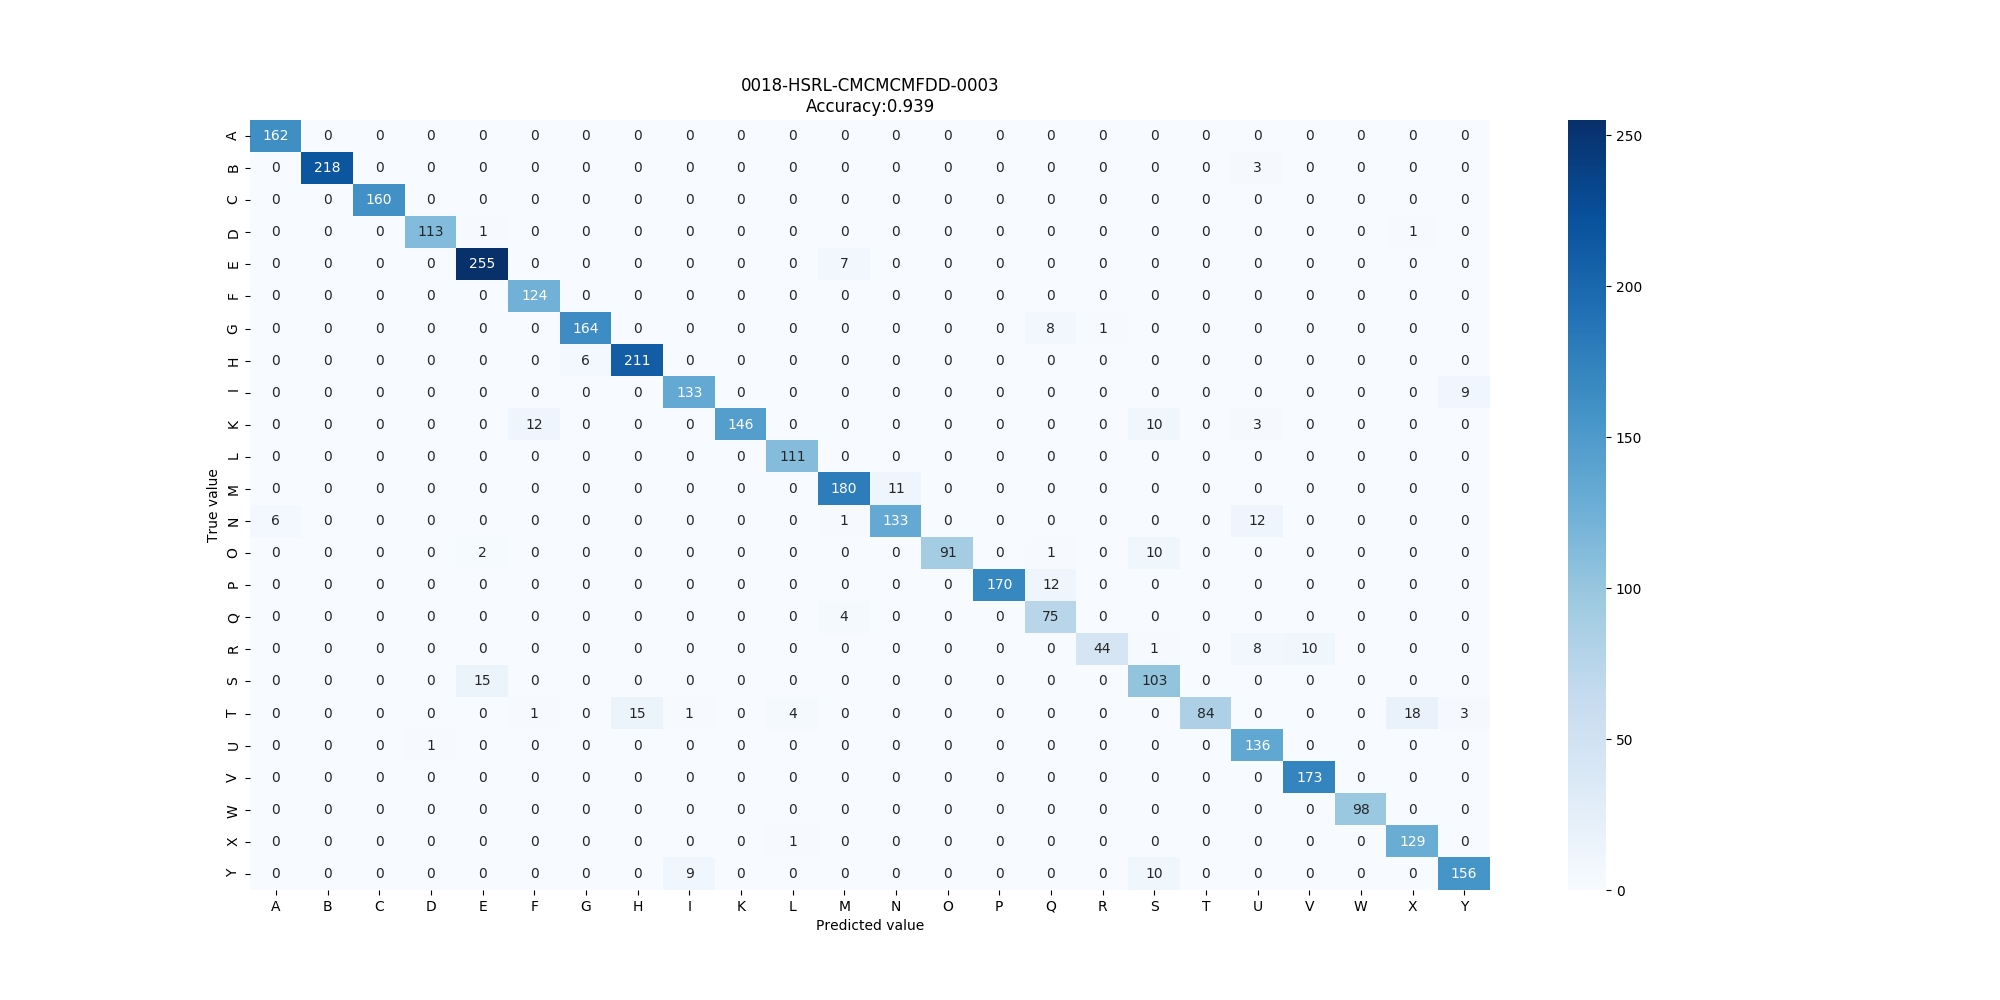 0018-HSRL-CMCMCMFDD-0003
Accuracy:0.939
A 162 0 0 0 0 0 0 0 0 0 0 0 0 0 0 0 0 0 0 0 0 0 0 0
B 0 218 0 0 0 0 0 0 0 0 0 0 0 0 0 0 0 0 0 3 0 0 0 0
C 0 0 160 0 0 0 0 0 0 0 0 0 0 0 0 0 0 0 0 0 0 0 0 0
D 0 0 0 113 1 0 0 0 0 0 0 0 0 0 0 0 0 0 0 0 0 0 1 0
E 0 0 0 0 255 0 0 0 0 0 0 7 0 0 0 0 0 0 0 0 0 0 0 0
F 0 0 0 0 0 124 0 0 0 0 0 0 0 0 0 0 0 0 0 0 0 0 0 0
G 0 0 0 0 0 0 164 0 0 0 0 0 0 0 0 8 1 0 0 0 0 0 0 0
H 0 0 0 0 0 0 6 211 0 0 0 0 0 0 0 0 0 0 0 0 0 0 0 0
I 0 0 0 0 0 0 0 0 133 0 0 0 0 0 0 0 0 0 0 0 0 0 0 9
K 0 0 0 0 0 12 0 0 0 146 0 0 0 0 0 0 0 10 0 3 0 0 0 0
L 0 0 0 0 0 0 0 0 0 0 111 0 0 0 0 0 0 0 0 0 0 0 0 0
M 0 0 0 0 0 0 0 0 0 0 0 180 11 0 0 0 0 0 0 0 0 0 0 0
N 6 0 0 0 0 0 0 0 0 0 0 1 133 0 0 0 0 0 0 12 0 0 0 0
O 0 0 0 0 2 0 0 0 0 0 0 0 0 91 0 1 0 10 0 0 0 0 0 0
P 0 0 0 0 0 0 0 0 0 0 0 0 0 0 170 12 0 0 0 0 0 0 0 0
Q 0 0 0 0 0 0 0 0 0 0 0 4 0 0 0 75 0 0 0 0 0 0 0 0
R 0 0 0 0 0 0 0 0 0 0 0 0 0 0 0 0 44 1 0 8 10 0 0 0
S 0 0 0 0 15 0 0 0 0 0 0 0 0 0 0 0 0 103 0 0 0 0 0 0
T 0 0 0 0 0 1 0 15 1 0 4 0 0 0 0 0 0 0 84 0 0 0 18 3
U 0 0 0 1 0 0 0 0 0 0 0 0 0 0 0 0 0 0 0 136 0 0 0 0
V 0 0 0 0 0 0 0 0 0 0 0 0 0 0 0 0 0 0 0 0 173 0 0 0
W 0 0 0 0 0 0 0 0 0 0 0 0 0 0 0 0 0 0 0 0 0 98 0 0
X 0 0 0 0 0 0 0 0 0 0 1 0 0 0 0 0 0 0 0 0 0 0 129 0
Y 0 0 0 0 0 0 0 0 9 0 0 0 0 0 0 0 0 10 0 0 0 0 0 156
A B C D E F G H I K L M N O P Q R S T U V W X Y
Predicted value
True value
250
200
150
100
50
0